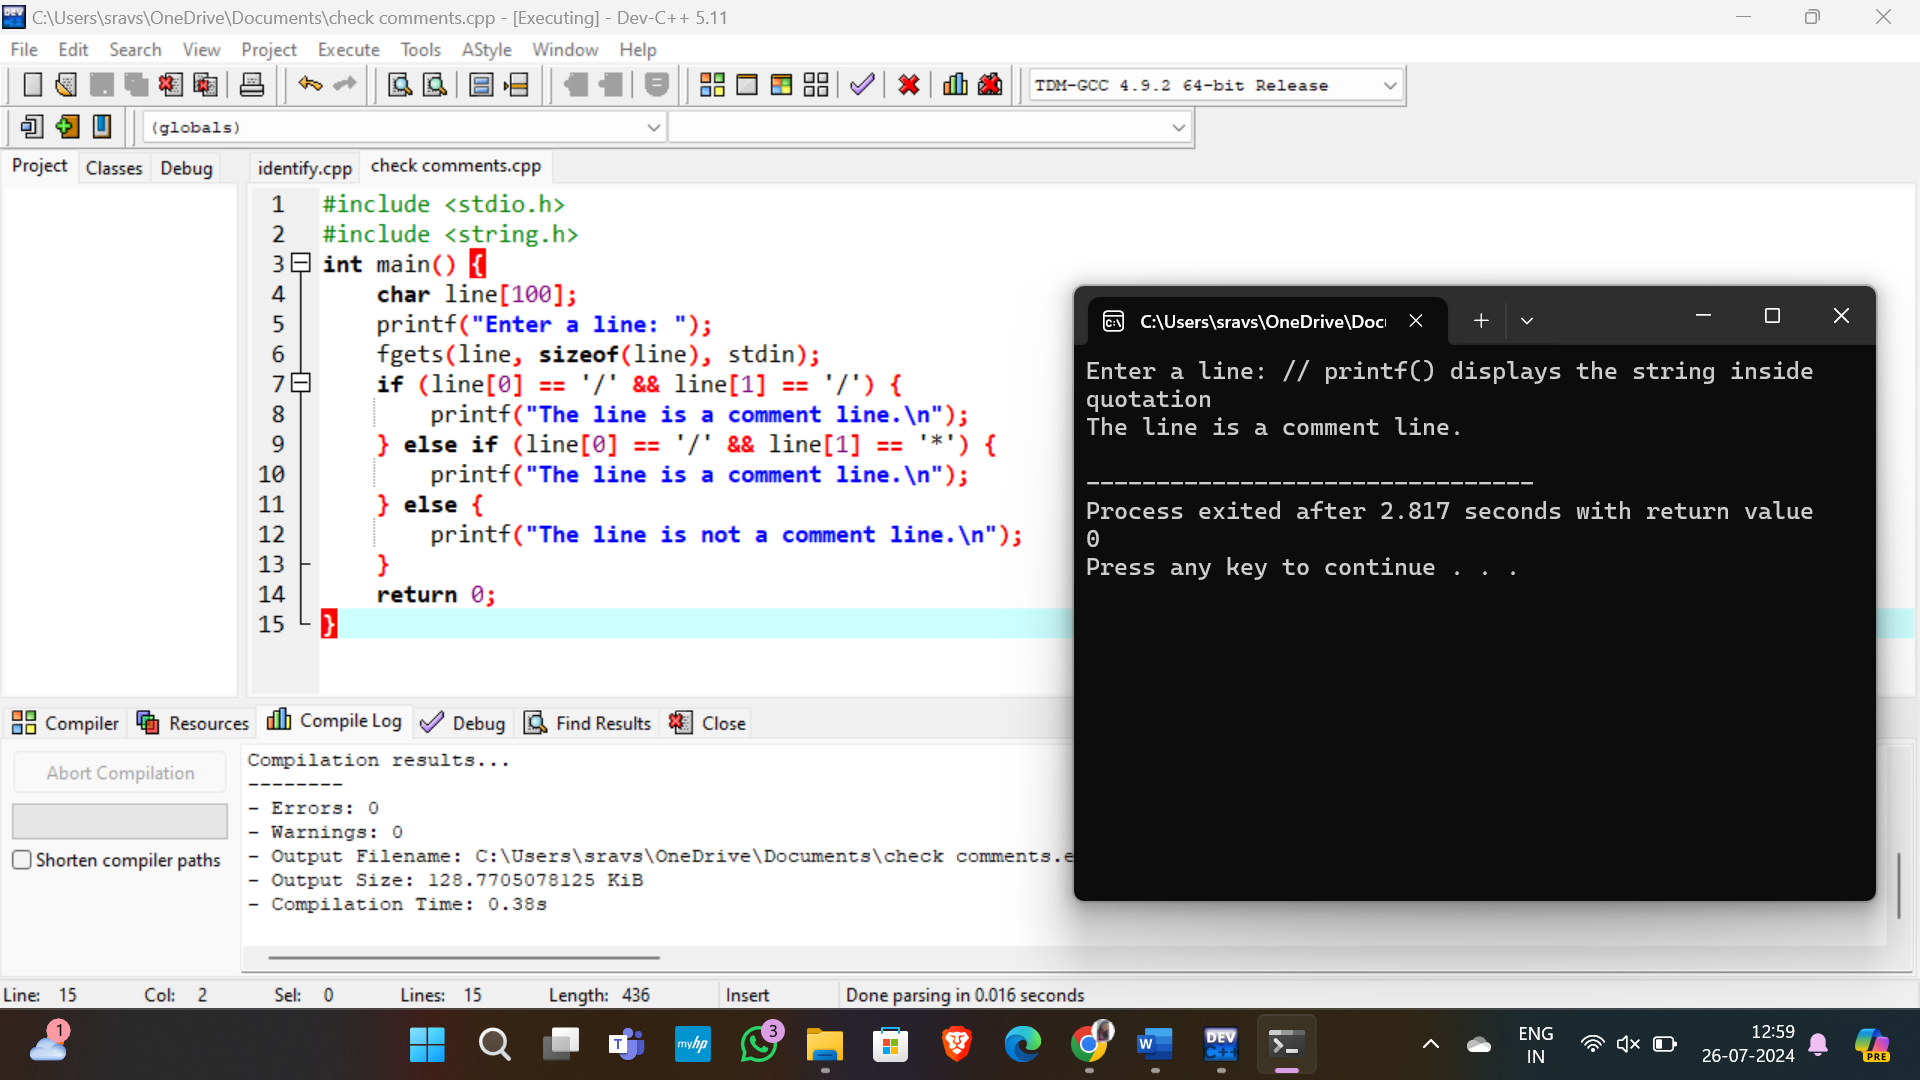 C:\Users\sravs\OneDrive\Documents\check comments.cpp - [Executing] - Dev-C++ 5.11
File Edit Search View Project Execute Tools AStyle Window Help
TDM-GCC 4.9.2 64-bit Release
(globals)
Project Classes Debug
identify.cpp check comments.cpp
1 #include <stdio.h>
2 #include <string.h>
3 int main() {
4 char line[100];
5 printf("Enter a line: ");
6 fgets(line, sizeof(line), stdin);
7 if (line[0] == '/' && line[1] == '/') {
8 printf("The line is a comment line.\n");
9 } else if (line[0] == '/' && line[1] == '*') {
10 printf("The line is a comment line.\n");
11 } else {
12 printf("The line is not a comment line.\n");
13 }
14 return 0;
15 }
C:\Users\sravs\OneDrive\Doc
Enter a line: // printf() displays the string inside
quotation
The line is a comment line.
--------------------------------
Process exited after 2.817 seconds with return value
0
Press any key to continue . . .
Compiler Resources Compile Log Debug Find Results Close
Abort Compilation
Shorten compiler paths
Compilation results...
--------
- Errors: 0
- Warnings: 0
- Output Filename: C:\Users\sravs\OneDrive\Documents\check comments.e
- Output Size: 128.7705078125 KiB
- Compilation Time: 0.38s
Line: 15 Col: 2 Sel: 0 Lines: 15 Length: 436 Insert Done parsing in 0.016 seconds
1
T
myhp
3
W
DEV
C++
ENG
IN
12:59
26-07-2024
PRE